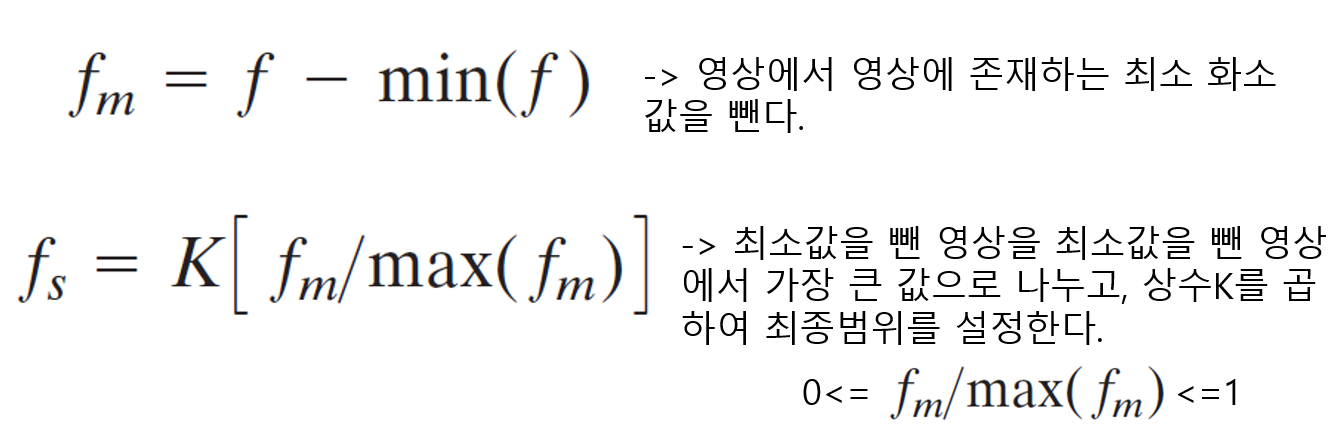 f_m = f − min(f) -> 영상에서 영상에 존재하는 최소 화소
값을 뺀다.
f_s = K[ f_m/max( f_m) ] -> 최소값을 뺀 영상을 최소값을 뺀 영상
에서 가장 큰 값으로 나누고, 상수K를 곱
하여 최종범위를 설정한다.
0<= f_m/max( f_m) <=1